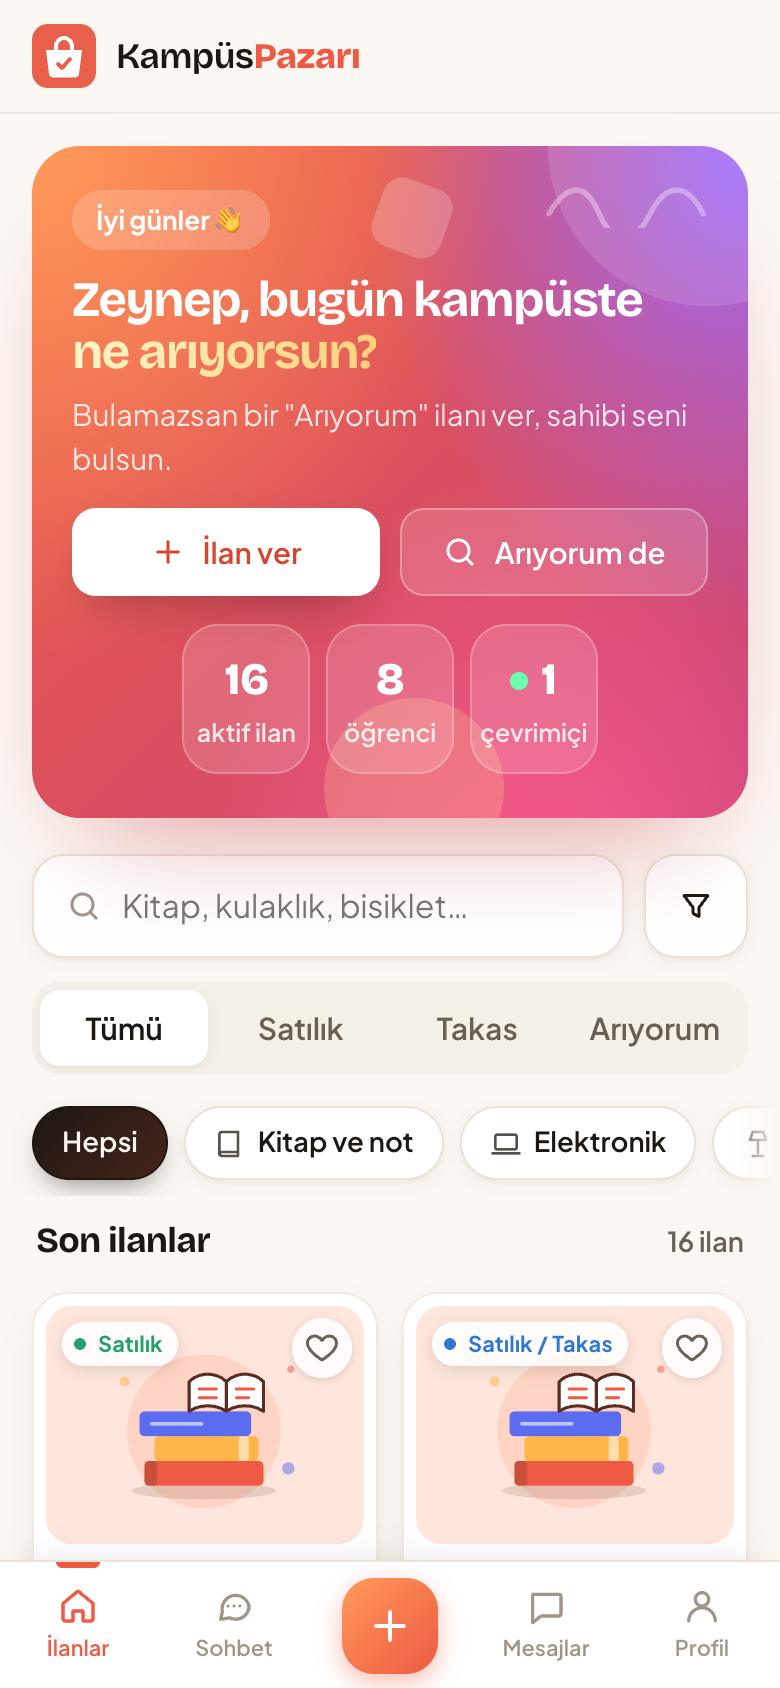 KampüsPazarı
İyi günler 👋
Zeynep, bugün kampüste
ne arıyorsun?
Bulamazsan bir "Arıyorum" ilanı ver, sahibi seni
bulsun.
İlan ver
Arıyorum de
16
aktif ilan
8
öğrenci
1
çevrimiçi
Kitap, kulaklık, bisiklet...
Tümü
Satılık
Takas
Arıyorum
Hepsi
Kitap ve not
Elektronik
Son ilanlar
16 ilan
Satılık
Satılık / Takas
İlanlar
Sohbet
Mesajlar
Profil